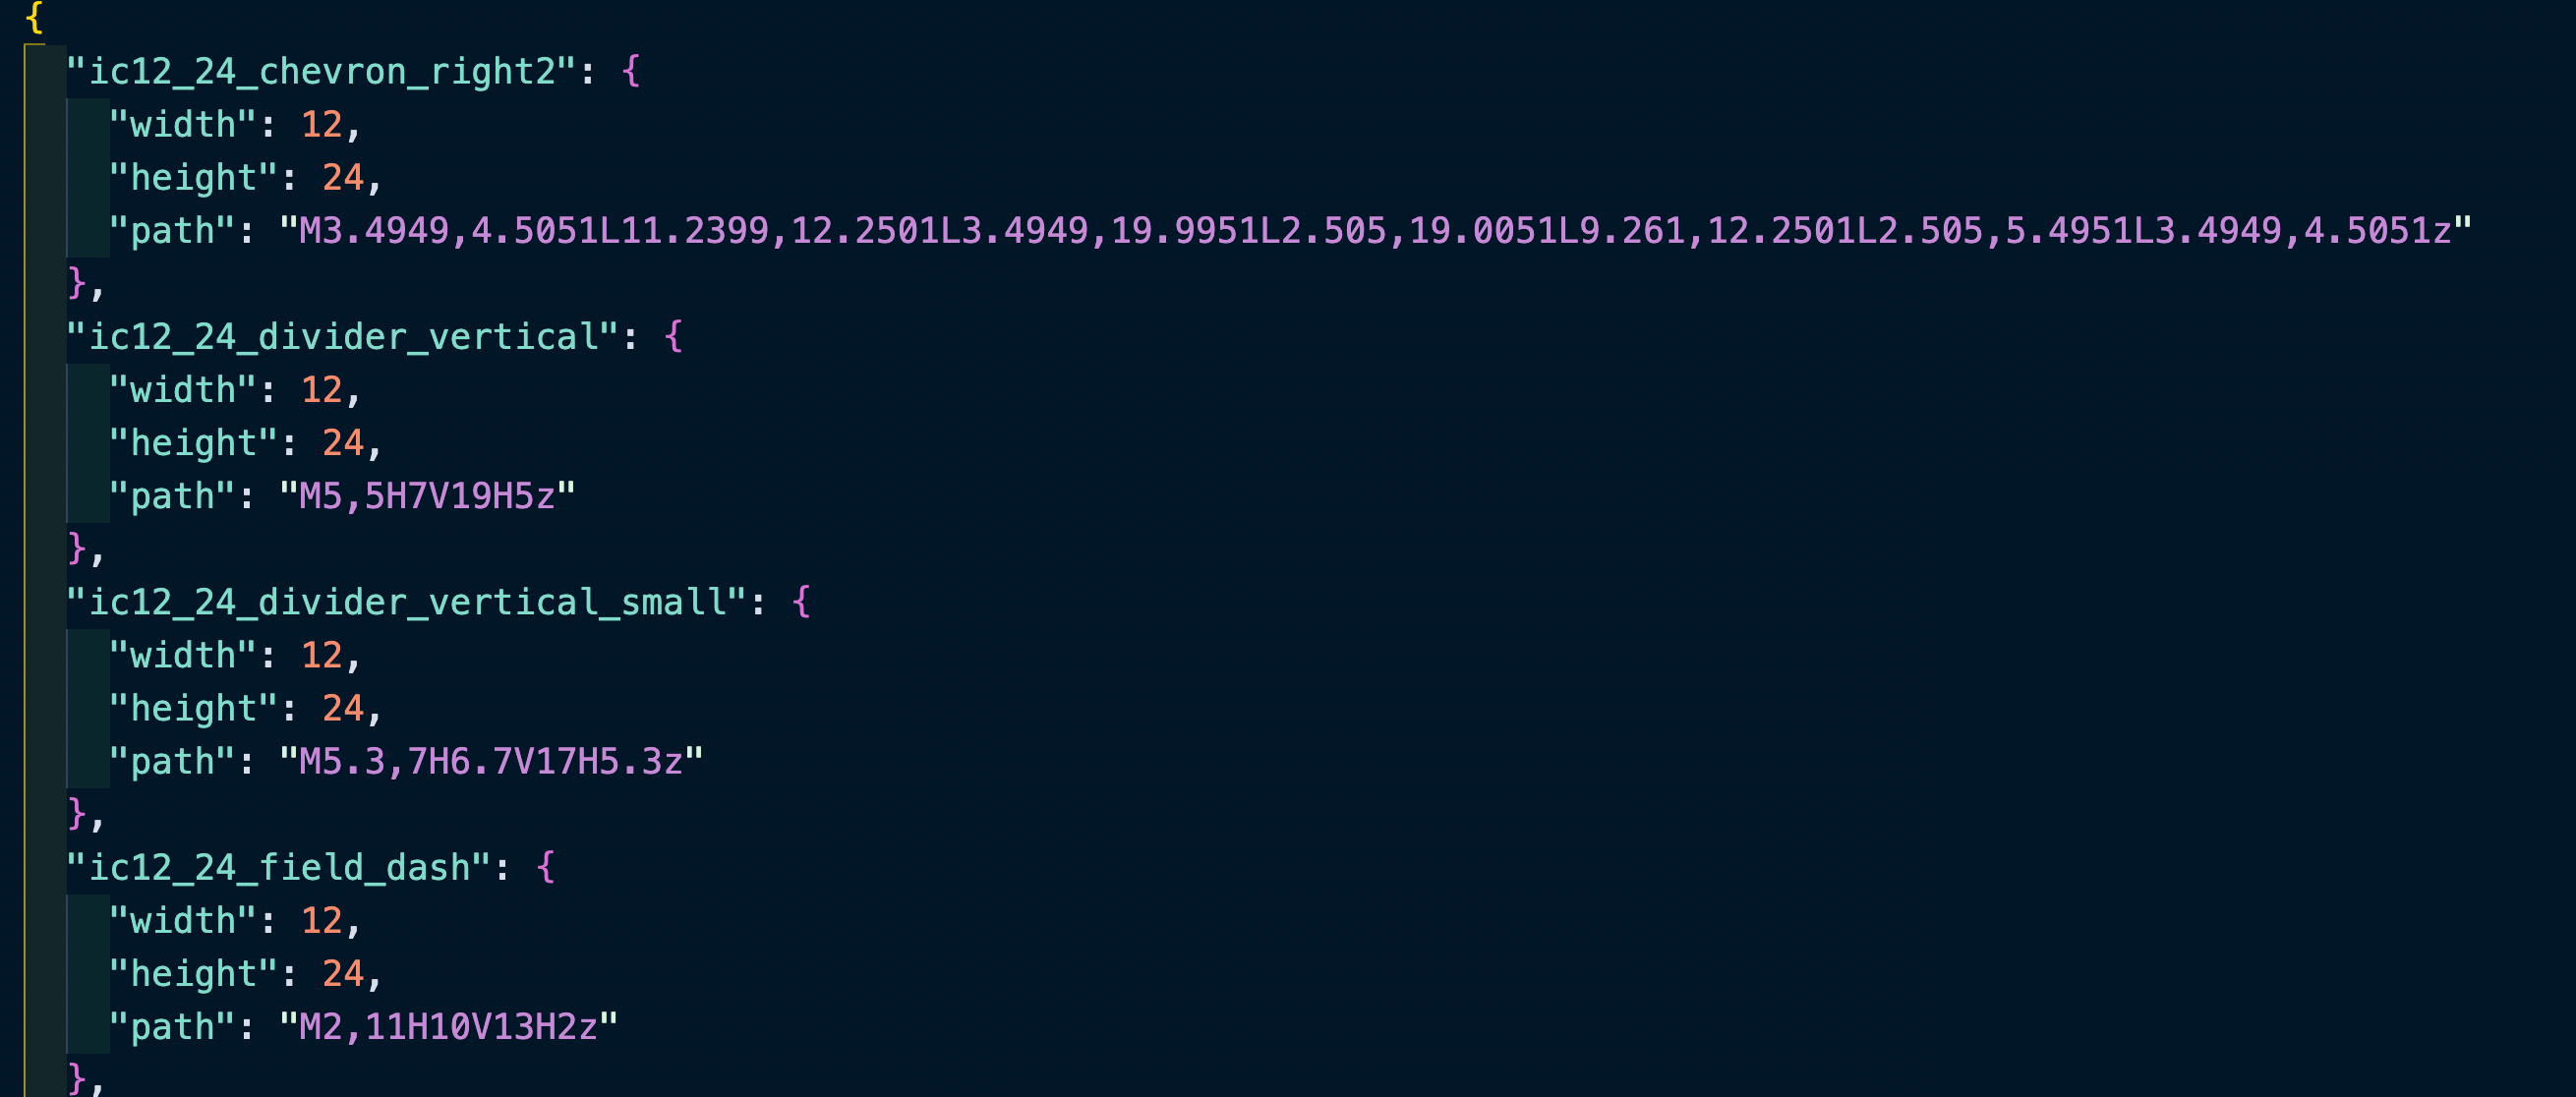 {
"ic12_24_chevron_right2": {
"width": 12,
"height": 24,
"path": "M3.4949,4.5051L11.2399,12.2501L3.4949,19.9951L2.505,19.0051L9.261,12.2501L2.505,5.4951L3.4949,4.5051z"
},
"ic12_24_divider_vertical": {
"width": 12,
"height": 24,
"path": "M5,5H7V19H5z"
},
"ic12_24_divider_vertical_small": {
"width": 12,
"height": 24,
"path": "M5.3,7H6.7V17H5.3z"
},
"ic12_24_field_dash": {
"width": 12,
"height": 24,
"path": "M2,11H10V13H2z"
},